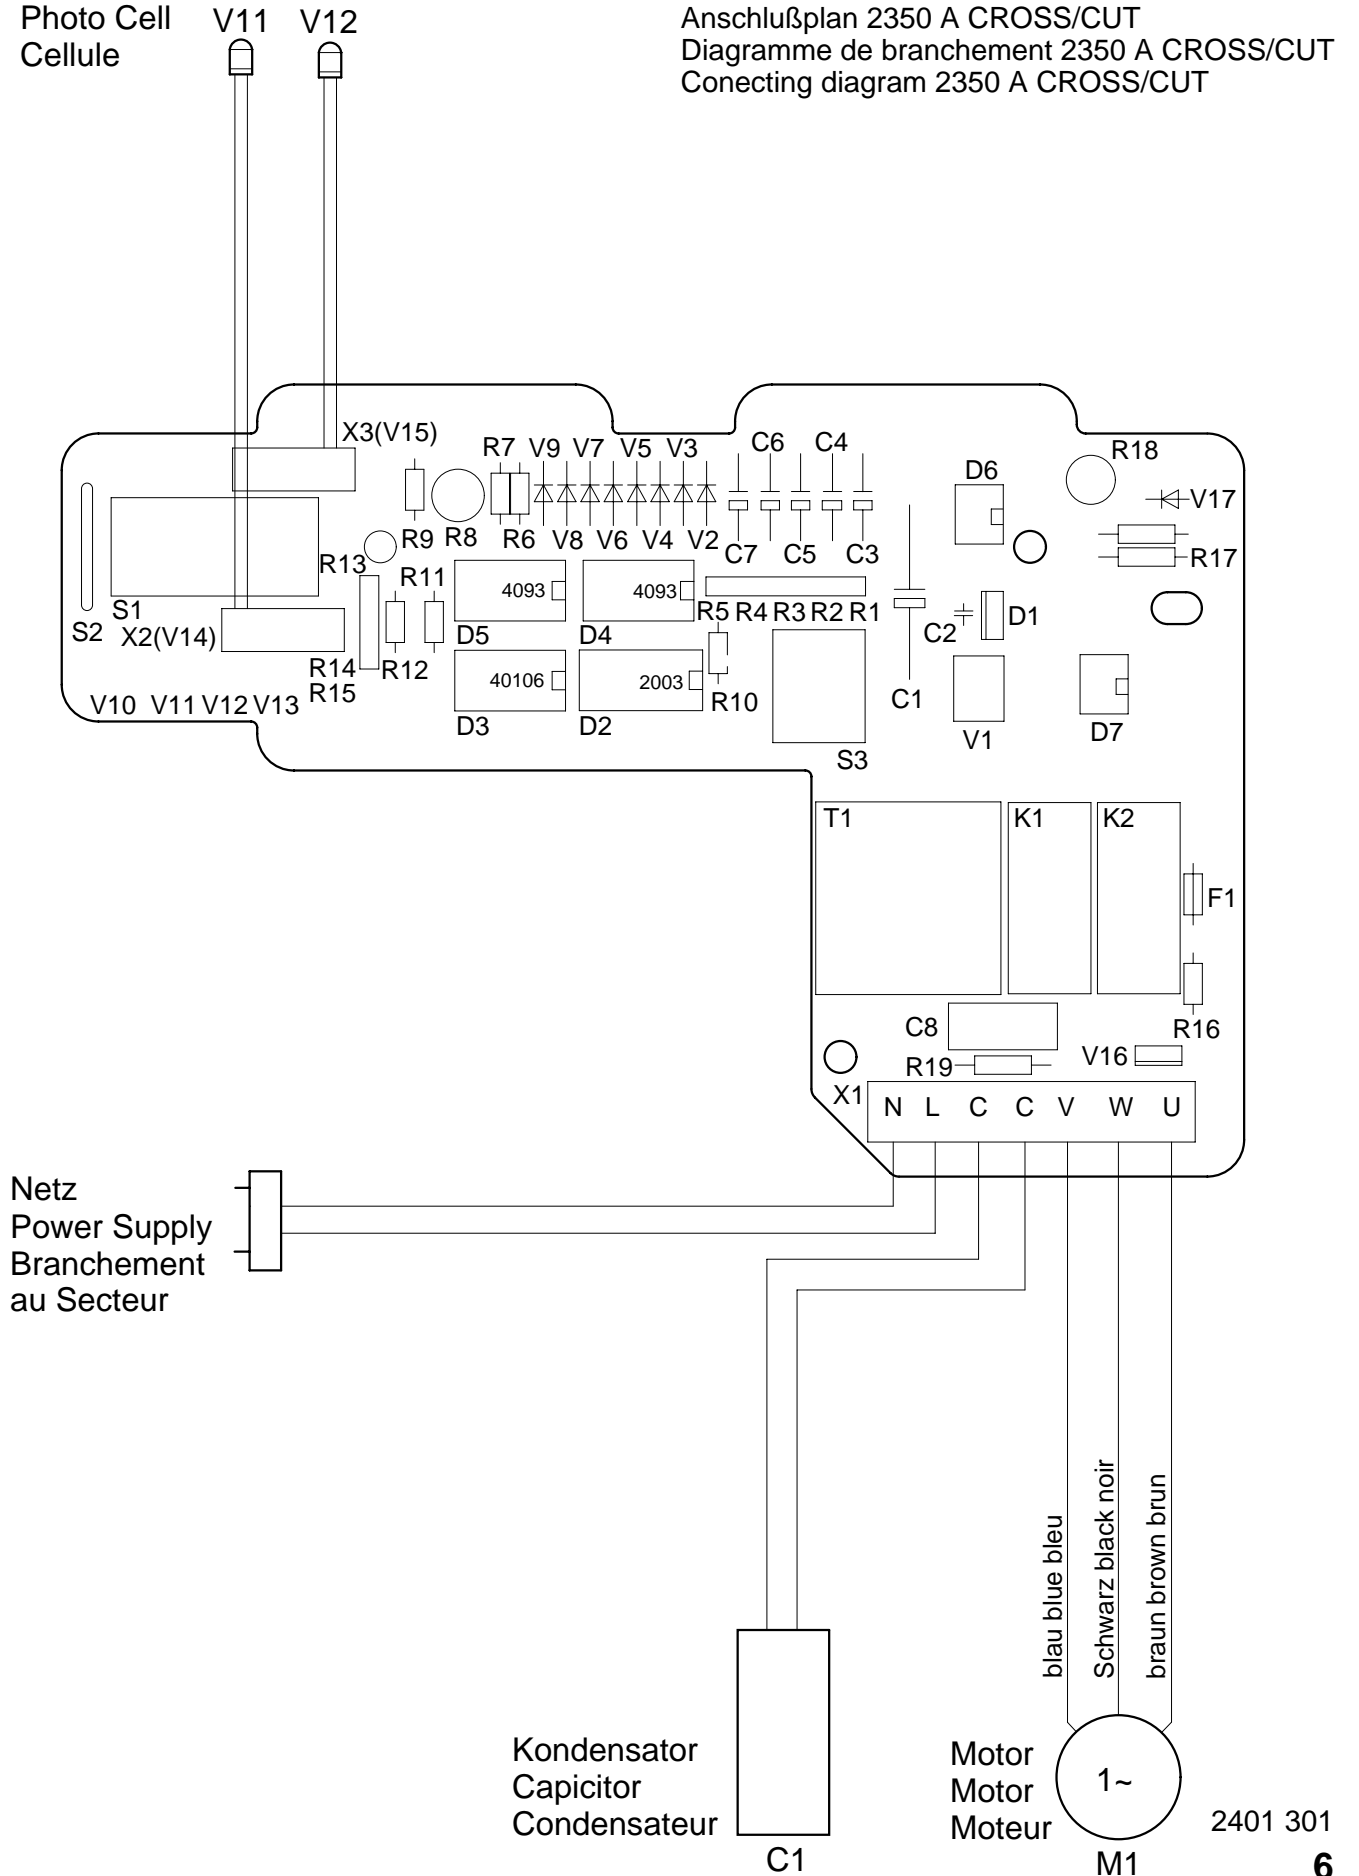 Photo Cell
Cellule
V11 V12
Anschlußplan 2350 A CROSS/CUT
Diagramme de branchement 2350 A CROSS/CUT
Conecting diagram 2350 A CROSS/CUT
X3(V15)
R7 V9 V7 V5 V3
C6 C4
R18
D6
V17
R9 R8 R6 V8 V6 V4 V2
C7 C5 C3
R17
R13
R11
4093
4093
S1
S2
X2(V14)
D5
D4
R5 R4 R3 R2 R1
C2
D1
R14
R15
R12
40106
2003
R10
C1
V10 V11 V12 V13
D3
D2
S3
V1
D7
T1
K1
K2
F1
C8
R16
R19
V16
X1
N L C C V W U
Netz
Power Supply
Branchement
au Secteur
blau blue bleu
Schwarz black noir
braun brown brun
Kondensator
Capicitor
Condensateur
C1
Motor
Motor
Moteur
1~
M1
2401 301
6